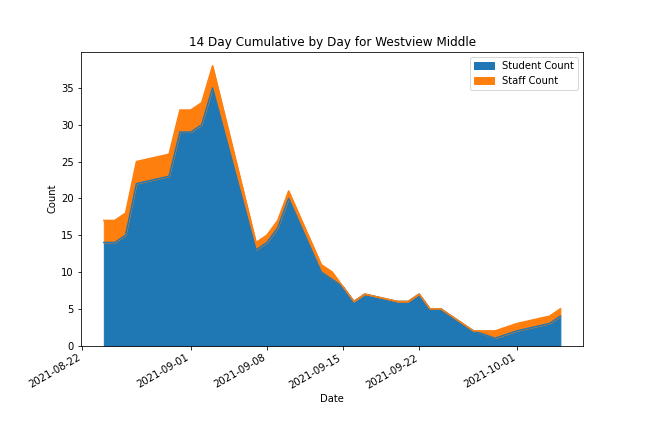 14 Day Cumulative by Day for Westview Middle
Student Count
Staff Count
Count
35
30
25
20
15
10
5
0
2021-08-22
2021-09-01
2021-09-08
2021-09-15
2021-09-22
2021-10-01
Date